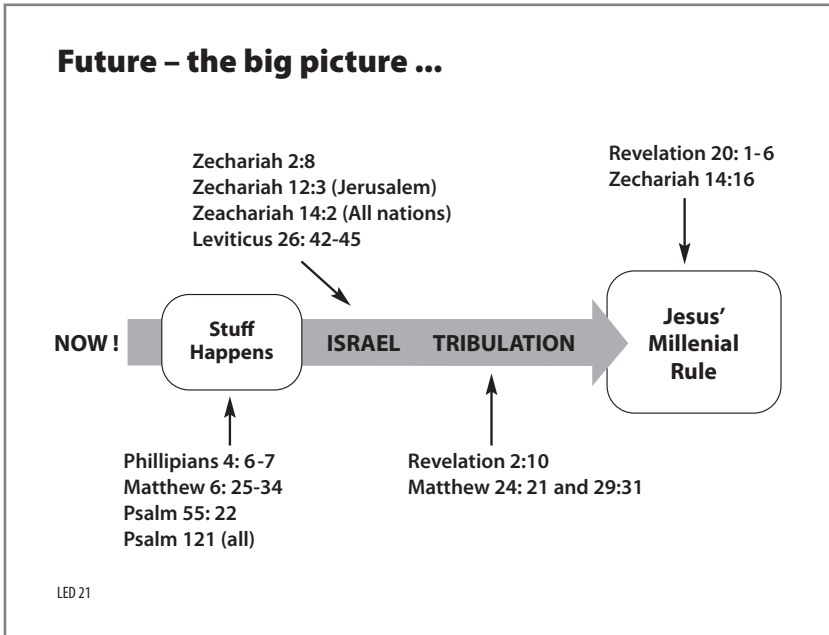 Future – the big picture ...
Zechariah 2:8
Zechariah 12:3 (Jerusalem)
Zeachariah 14:2 (All nations)
Leviticus 26: 42-45
Revelation 20: 1-6
Zechariah 14:16
NOW !
Stuff
Happens
ISRAEL TRIBULATION
Jesus’
Millenial
Rule
Phillipians 4: 6-7
Matthew 6: 25-34
Psalm 55: 22
Psalm 121 (all)
Revelation 2:10
Matthew 24: 21 and 29:31
LED 21